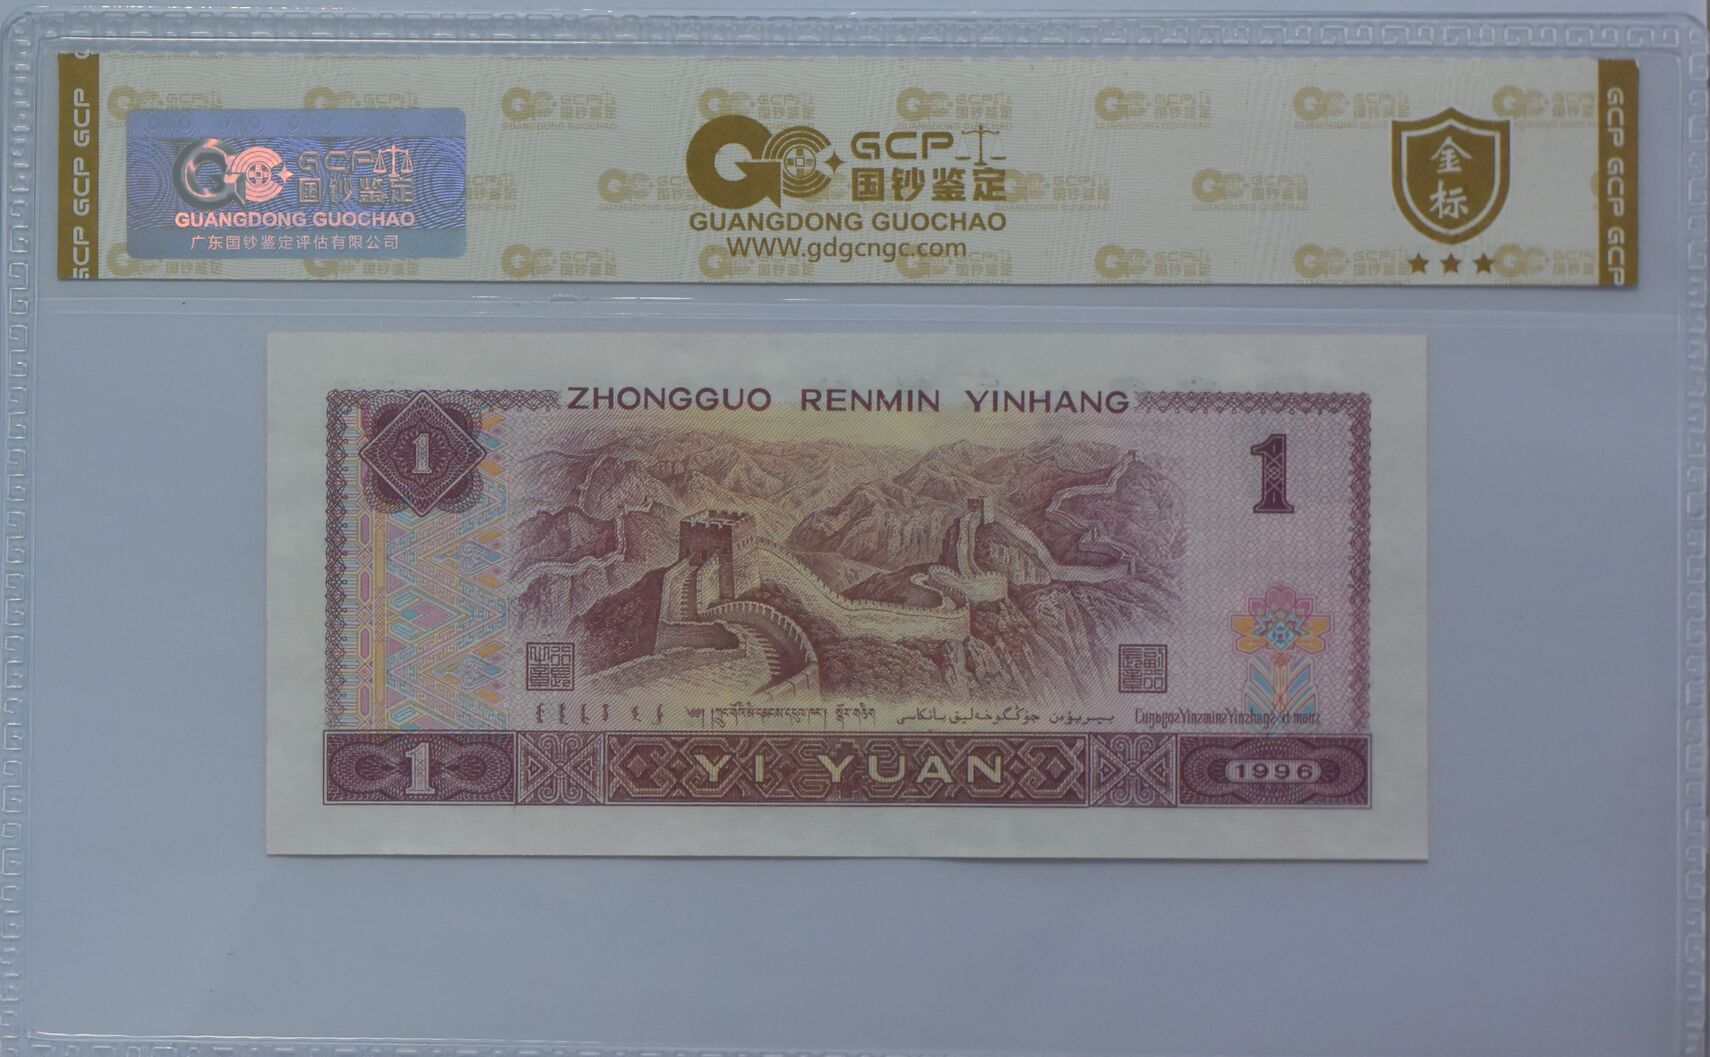 GCP GCP GCP
GCP 国钞鉴定
GUANGDONG GUOCHAO
广东国钞鉴定评估有限公司
GCP
国钞鉴定
GUANGDONG GUOCHAO
WWW.gdgcngc.com
金标
GCP GCP GCP GCP
ZHONGGUO RENMIN YINHANG
1
1
YI YUAN
1
1996